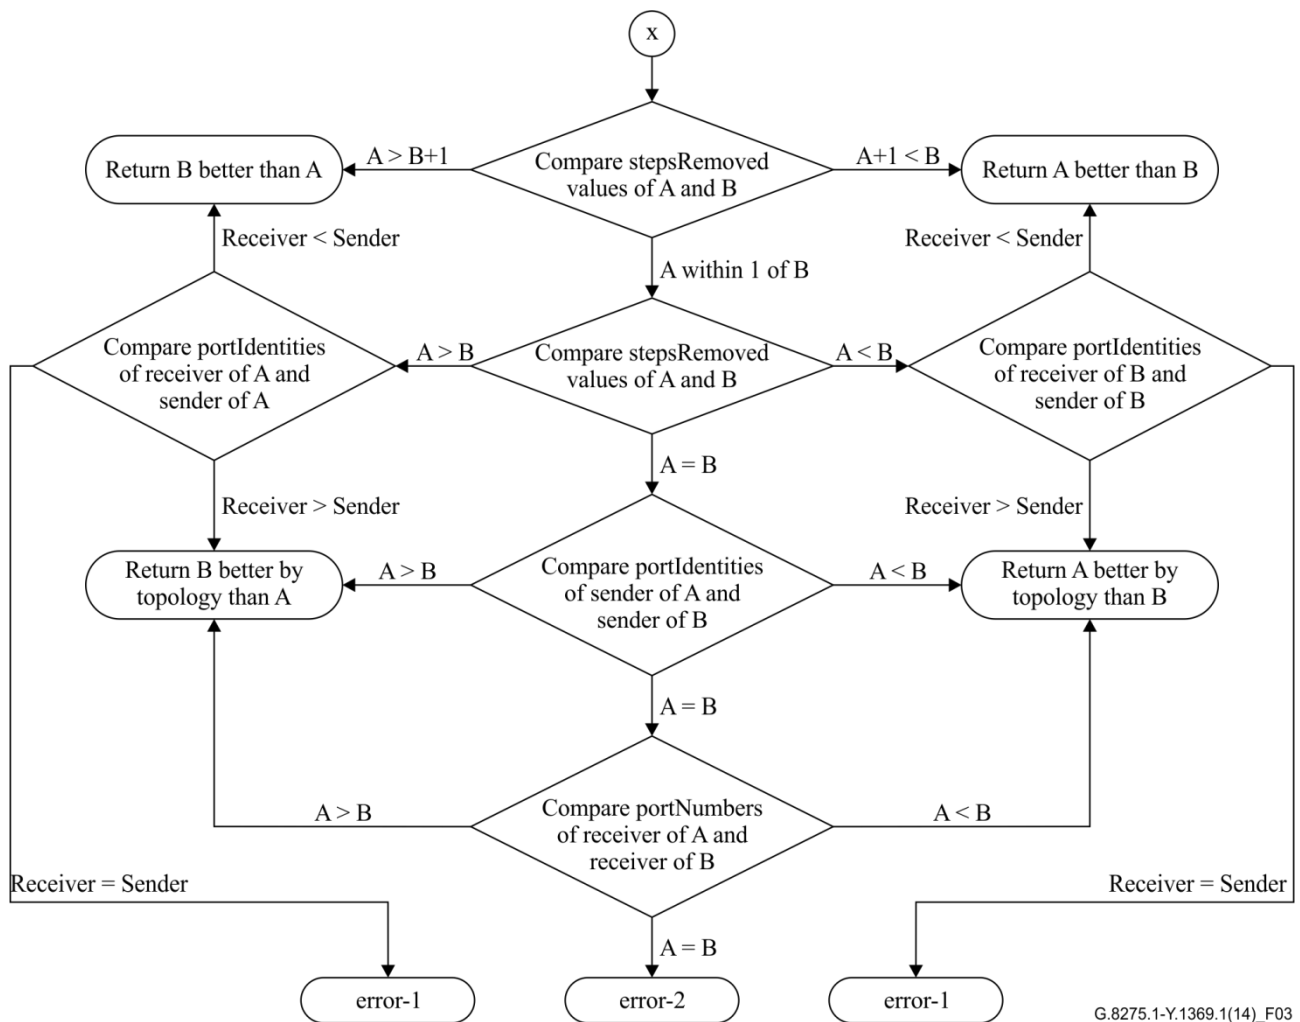 x
Compare stepsRemoved
values of A and B
A > B+1
A+1 < B
Return B better than A
Return A better than B
Receiver < Sender
Receiver < Sender
A within 1 of B
Compare portIdentities
of receiver of A and
sender of A
A > B
Compare stepsRemoved
values of A and B
A < B
Compare portIdentities
of receiver of B and
sender of B
A = B
Receiver > Sender
Receiver > Sender
Return B better by
topology than A
A > B
Compare portIdentities
of sender of A and
sender of B
A < B
Return A better by
topology than B
A = B
A > B
Compare portNumbers
of receiver of A and
receiver of B
A < B
Receiver = Sender
Receiver = Sender
A = B
error-1
error-2
error-1
G.8275.1-Y.1369.1(14)_F03